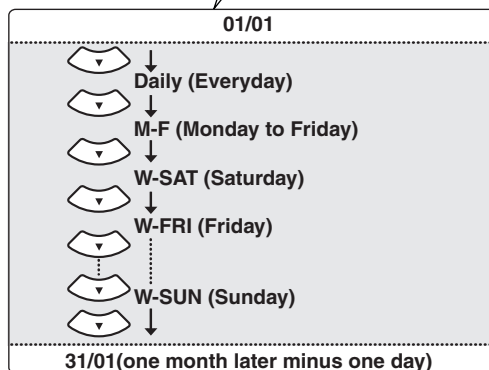 01/01
Daily (Everyday)
M-F (Monday to Friday)
W-SAT (Saturday)
W-FRI (Friday)
W-SUN (Sunday)
31/01(one month later minus one day)